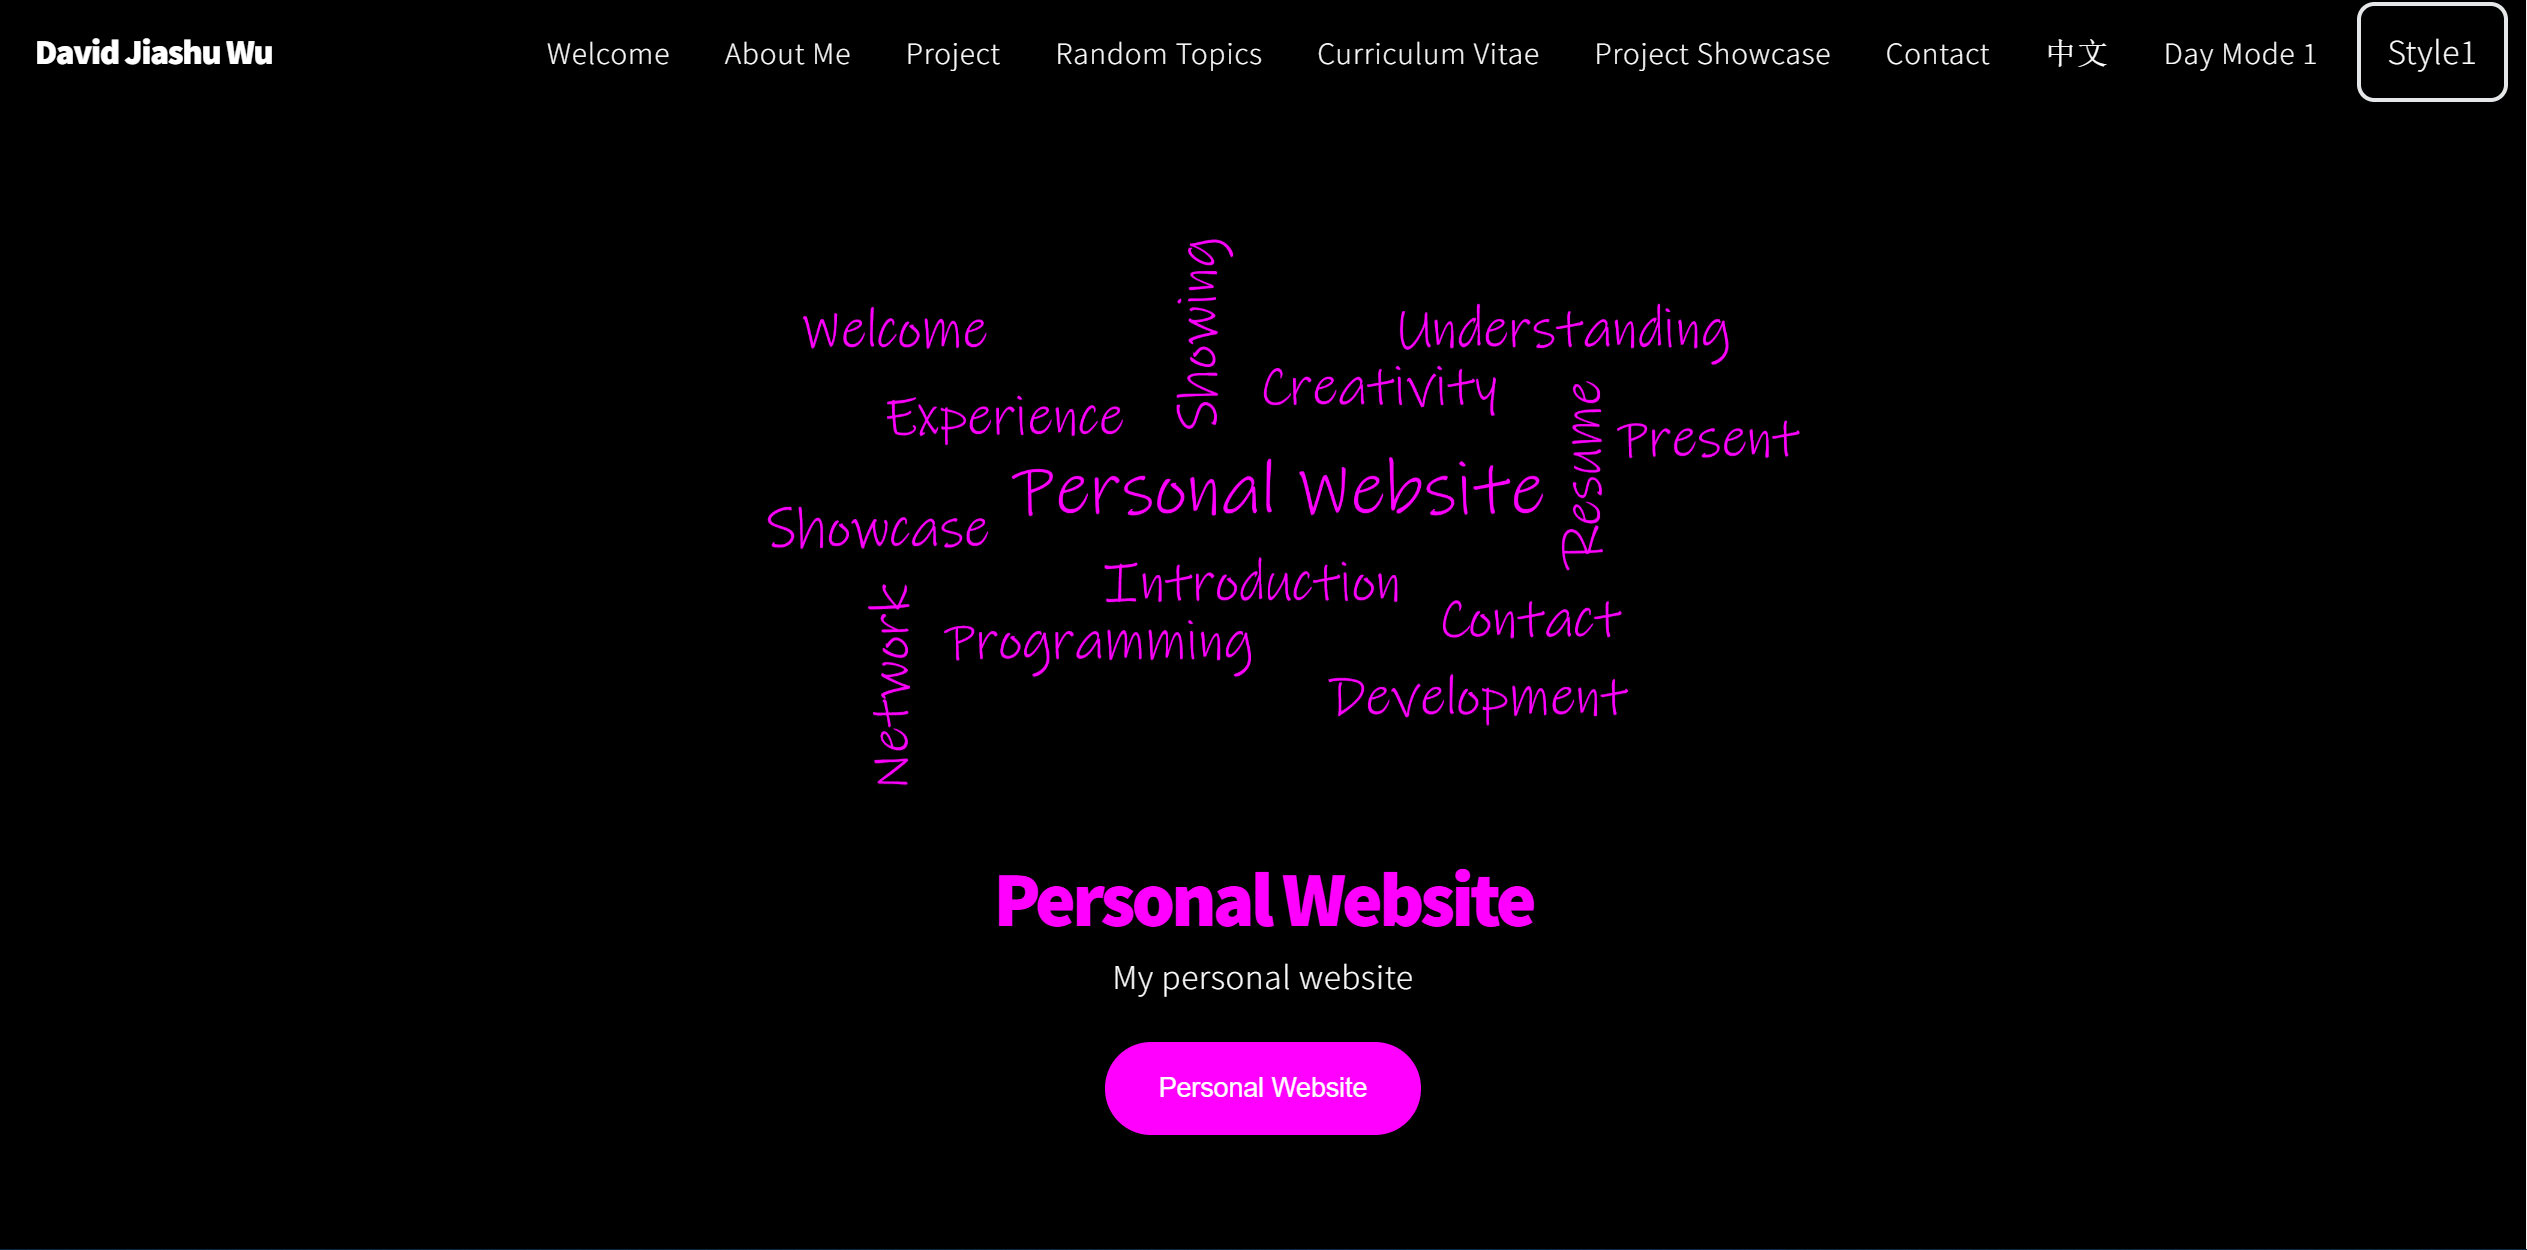 David Jiashu Wu
Welcome
About Me
Project
Random Topics
Curriculum Vitae
Project Showcase
Contact
中文
Day Mode 1
Style1
Showing
Welcome
Understanding
Creativity
Experience
Resume
Present
Personal Website
Showcase
Introduction
Network
Contact
Programming
Development
Personal Website
My personal website
Personal Website